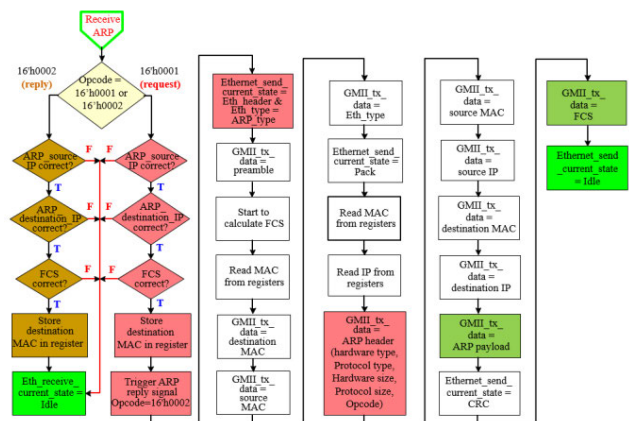 Receive
ARP
16'h0002
(reply)
16'h0001
(request)
Opcode =
16'h0001 or
16'h0002
ARP_source
IP correct?
F
F
ARP_source
IP correct?
T
T
ARP_
destination_IP
correct?
F
F
ARP_
destination_IP
correct?
T
T
FCS
correct?
F
F
FCS
correct?
T
T
Store
destination
MAC in register
Store
destination
MAC in register
Eth_receive_
current_state =
Idle
Trigger ARP
reply signal
Opcode=16'h0002
Ethernet_send_
current_state =
Eth_header &
Eth_type =
ARP_type
GMII_tx_
data =
preamble
Start to
calculate FCS
Read MAC
from registers
GMII_tx_
data =
destination
MAC
GMII_tx_
data =
source
MAC
GMII_tx_
data =
Eth_type
Ethernet_send_
current_state =
Pack
Read MAC
from registers
Read IP from
registers
GMII_tx_
data =
ARP header
(hardware type,
Protocol type,
Hardware size,
Protocol size,
Opcode)
GMII_tx_
data =
source MAC
GMII_tx_
data =
source IP
GMII_tx_
data =
destination MAC
GMII_tx_
data =
destination IP
GMII_tx_
data =
ARP payload
Ethernet_send_
current_state =
CRC
GMII_tx_
data =
FCS
Ethernet_send
_current_state
= Idle